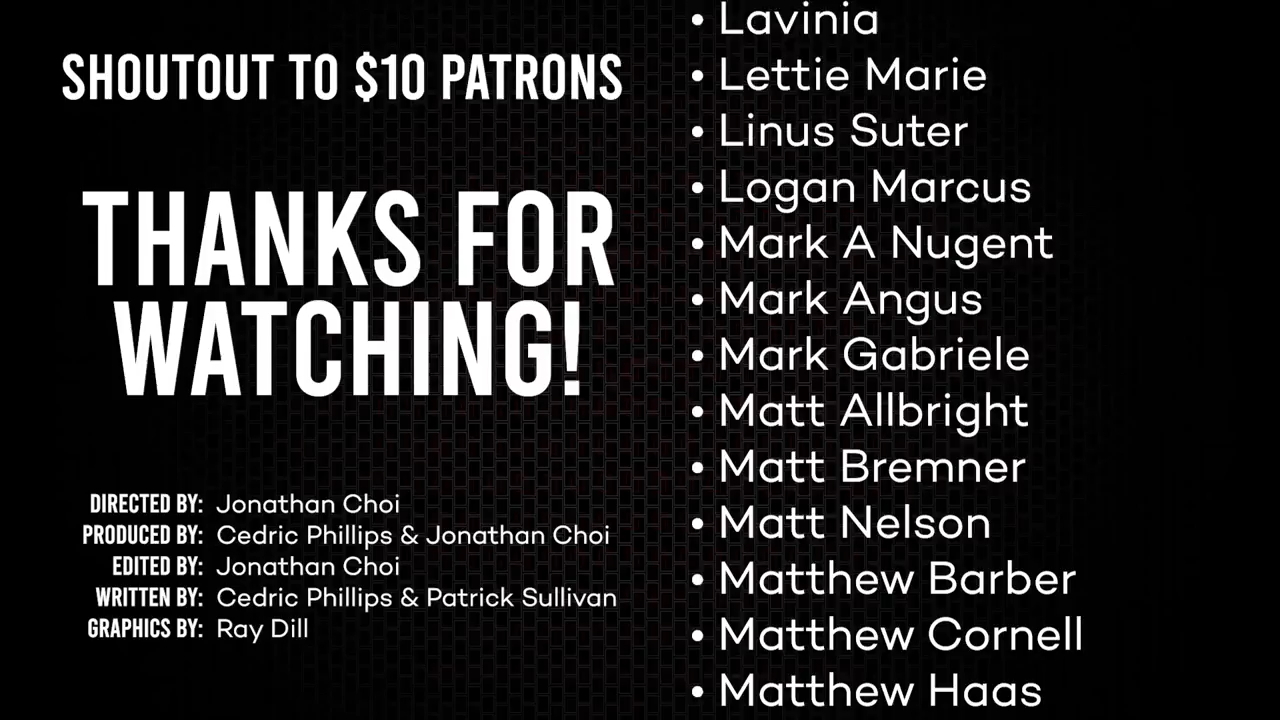 SHOUTOUT TO $10 PATRONS
THANKS FOR
WATCHING!
DIRECTED BY: Jonathan Choi
PRODUCED BY: Cedric Phillips & Jonathan Choi
EDITED BY: Jonathan Choi
WRITTEN BY: Cedric Phillips & Patrick Sullivan
GRAPHICS BY: Ray Dill
• Lavinia
• Lettie Marie
• Linus Suter
• Logan Marcus
• Mark A Nugent
• Mark Angus
• Mark Gabriele
• Matt Allbright
• Matt Bremner
• Matt Nelson
• Matthew Barber
• Matthew Cornell
• Matthew Haas